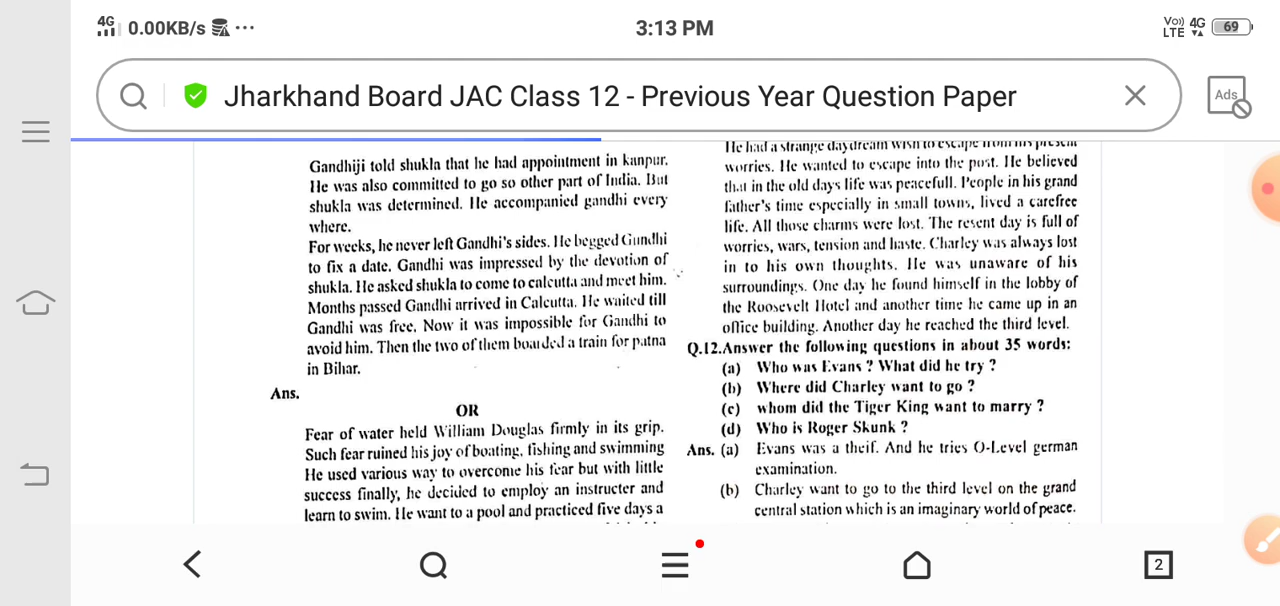 4G 0.00KB/s ...
3:13 PM
Vo) 4G
LTE 69
Jharkhand Board JAC Class 12 - Previous Year Question Paper
Ads
Gandhiji told shukla that he had appointment in kanpur.
He was also committed to go so other part of India. But
shukla was determined. He accompanied gandhi every
where.
For weeks, he never left Gandhi's sides. He begged Gundhi
to fix a date. Gandhi was impressed by the devotion of
shukla. He asked shukla to come to calcutta and meet him.
Months passed Gandhi arrived in Calcutta. He waited till
Gandhi was free. Now it was impossible for Gandhi to
avoid him. Then the two of them boarded a train for patna
in Bihar.
Ans.
OR
Fear of water held William Douglas firmly in its grip.
Such fear ruined his joy of boating, fishing and swimming
He used various way to overcome his fear but with little
success finally, he decided to employ an instructer and
learn to swim. He want to a pool and practiced five days a
He had a strange daydream wish to escape from his present
worries. He wanted to escape into the post. He believed
that in the old days life was peacefull. People in his grand
father's time especially in small towns, lived a carefree
life. All those charms were lost. The resent day is full of
worries, wars, tension and haste. Charley was always lost
in to his own thoughts. He was unaware of his
surroundings. One day he found himself in the lobby of
the Roosevelt Hotel and another time he came up in an
office building. Another day he reached the third level.
Q.12.Answer the following questions in about 35 words:
(a) Who was Evans ? What did he try ?
(b) Where did Charley want to go ?
(c) whom did the Tiger King want to marry ?
(d) Who is Roger Skunk ?
Ans. (a) Evans was a theif. And he tries O-Level german
examination.
(b) Charley want to go to the third level on the grand
central station which is an imaginary world of peace.
2